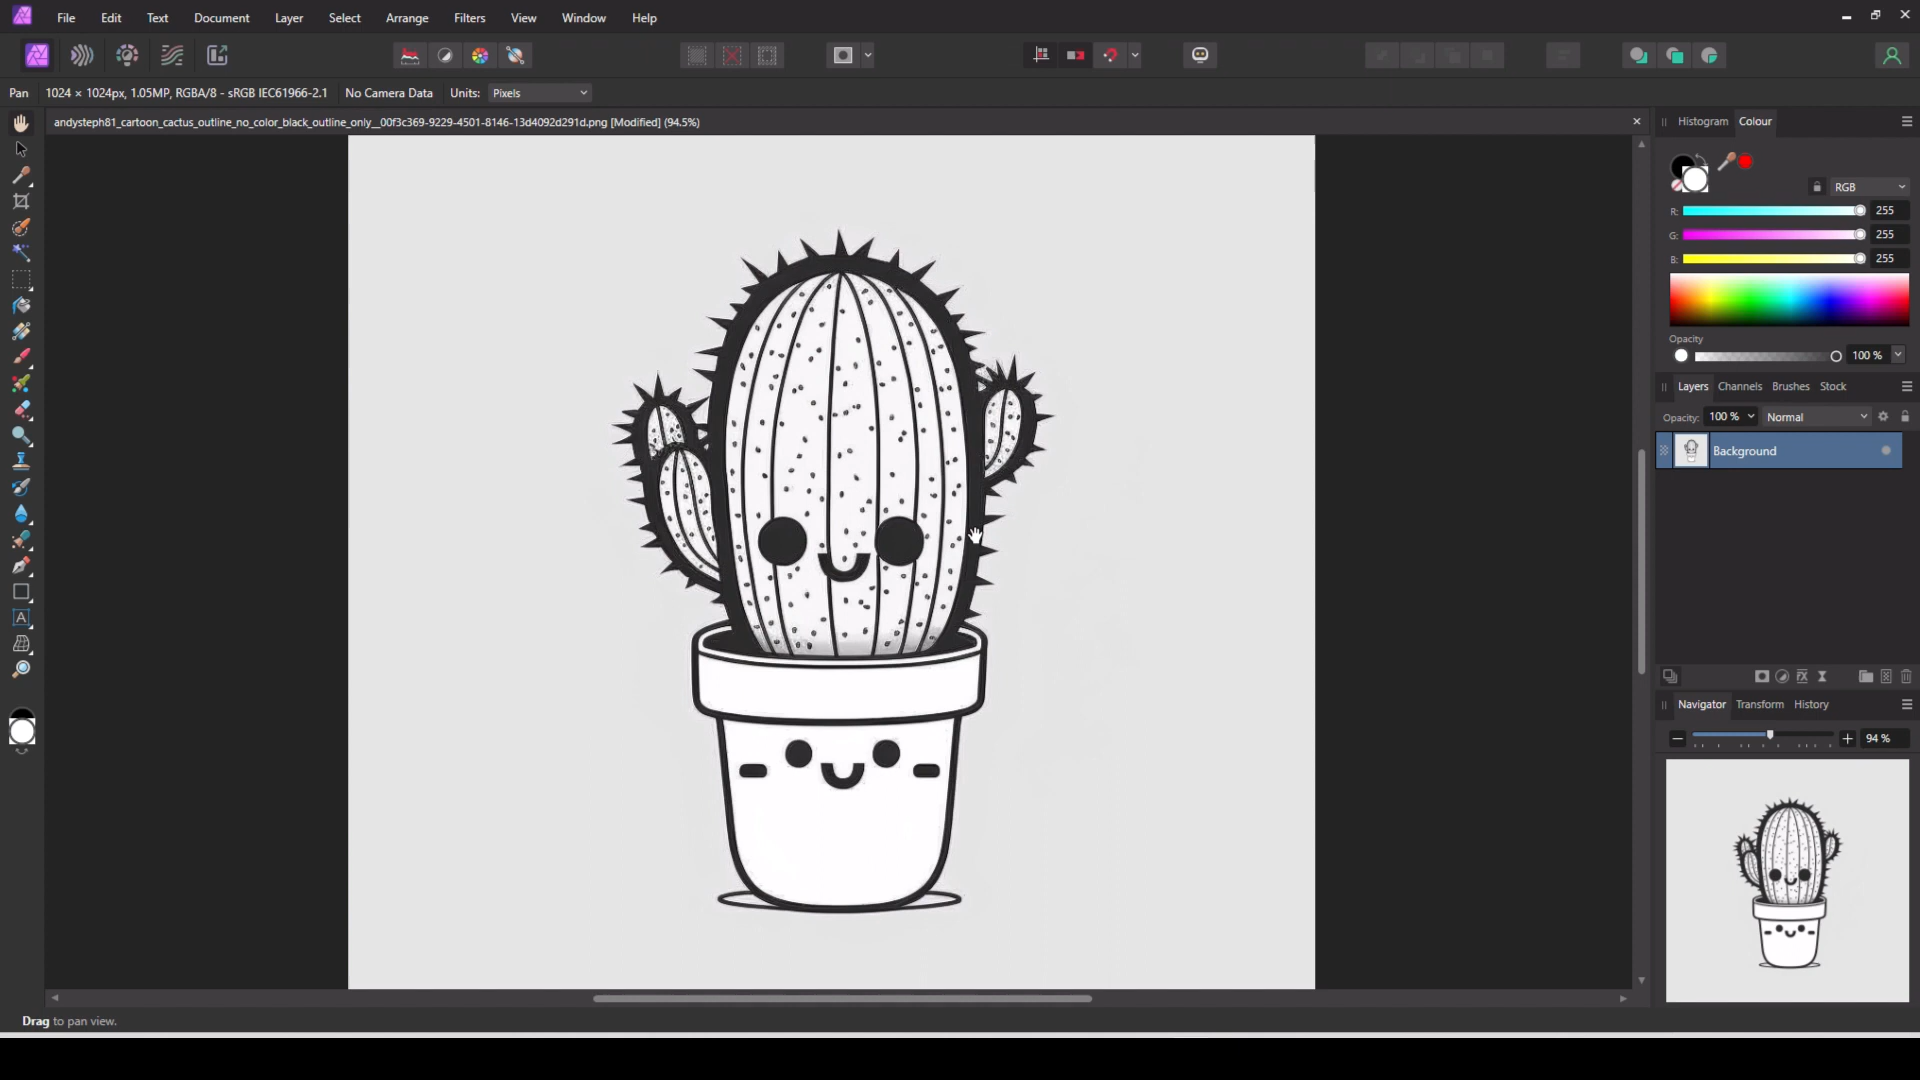 File Edit Text Document Layer Select Arrange Filters View Window Help
Pan 1024 × 1024px, 1.05MP, RGBA/8 - sRGB IEC61966-2.1 No Camera Data Units: Pixels
andysteph81_cartoon_cactus_outline_no_color_black_outline_only__00f3c369-9229-4501-8146-13d4092d291d.png [Modified] (94.5%)
Histogram Colour
RGB
R: 255
G: 255
B: 255
Opacity
100 %
Layers Channels Brushes Stock
Opacity: 100 % Normal
Background
Navigator Transform History
94 %
Drag to pan view.